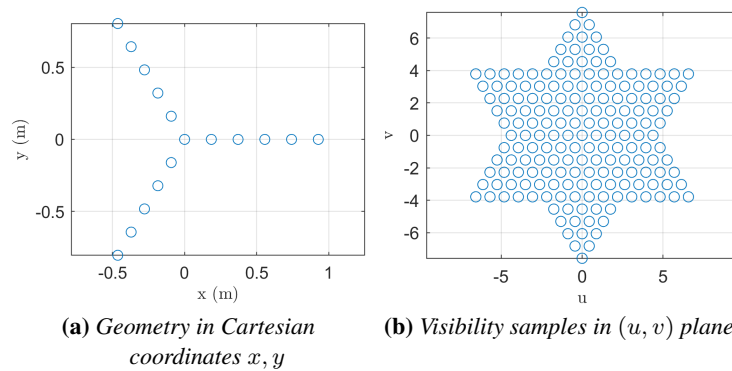 0.5
0
-0.5
y (m)
-0.5 0 0.5 1
x (m)
6
4
2
0
-2
-4
-6
v
-5 0 5
u
(a) Geometry in Cartesian
coordinates x, y
(b) Visibility samples in (u, v) plane